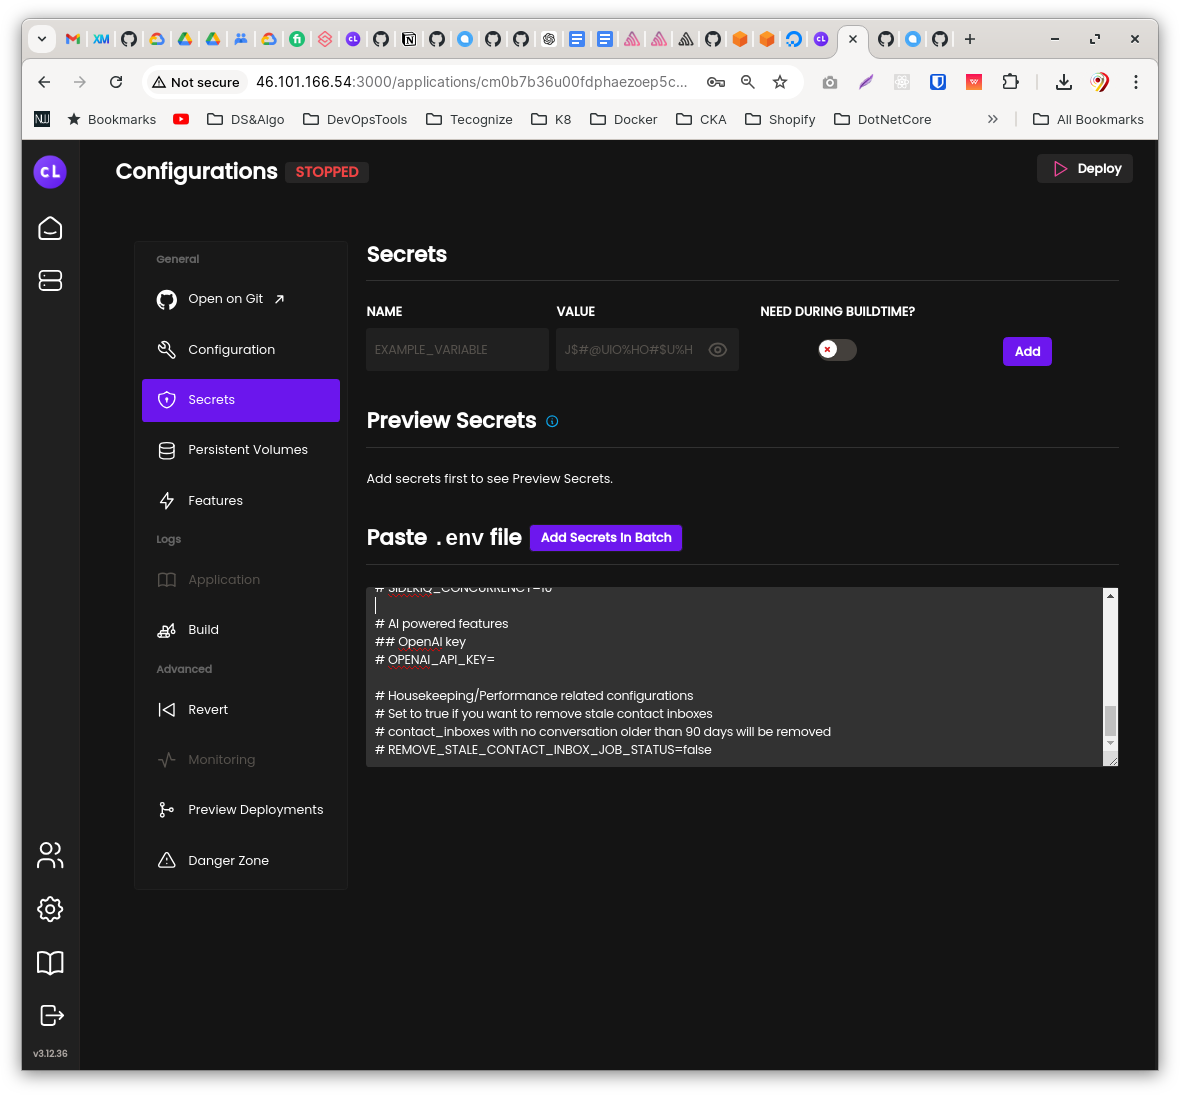 Not secure
46.101.166.54:3000/applications/cm0b7b36u00fdphaezoep5c...
Bookmarks
DS&Algo
DevOpsTools
Tecognize
K8
Docker
CKA
Shopify
DotNetCore
»
All Bookmarks
CL
Configurations
STOPPED
Deploy
General
Open on Git
Configuration
Secrets
Persistent Volumes
Features
Logs
Application
Build
Advanced
Revert
Monitoring
Preview Deployments
Danger Zone
v3.12.36
Secrets
NAME
VALUE
NEED DURING BUILDTIME?
EXAMPLE_VARIABLE
J$#@UIO%HO#$U%H
Add
Preview Secrets
Add secrets first to see Preview Secrets.
Paste .env file
Add Secrets In Batch
# SIDEKIQ_CONCURRENCY=10
# AI powered features
## OpenAI key
# OPENAI_API_KEY=
# Housekeeping/Performance related configurations
# Set to true if you want to remove stale contact inboxes
# contact_inboxes with no conversation older than 90 days will be removed
# REMOVE_STALE_CONTACT_INBOX_JOB_STATUS=false